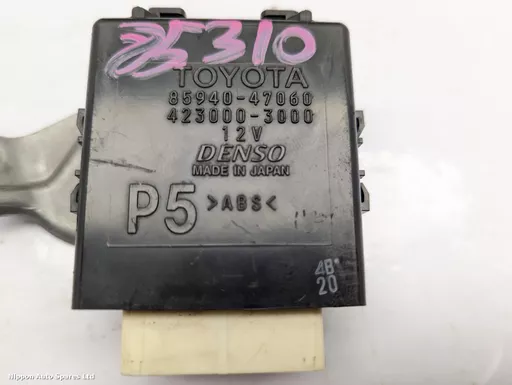 25310
TOYOTA
85940-47060
423000-3000
12V
DENSO
MADE IN JAPAN
P5 >ABS<
4B*
20
Nippon Auto Spares Ltd